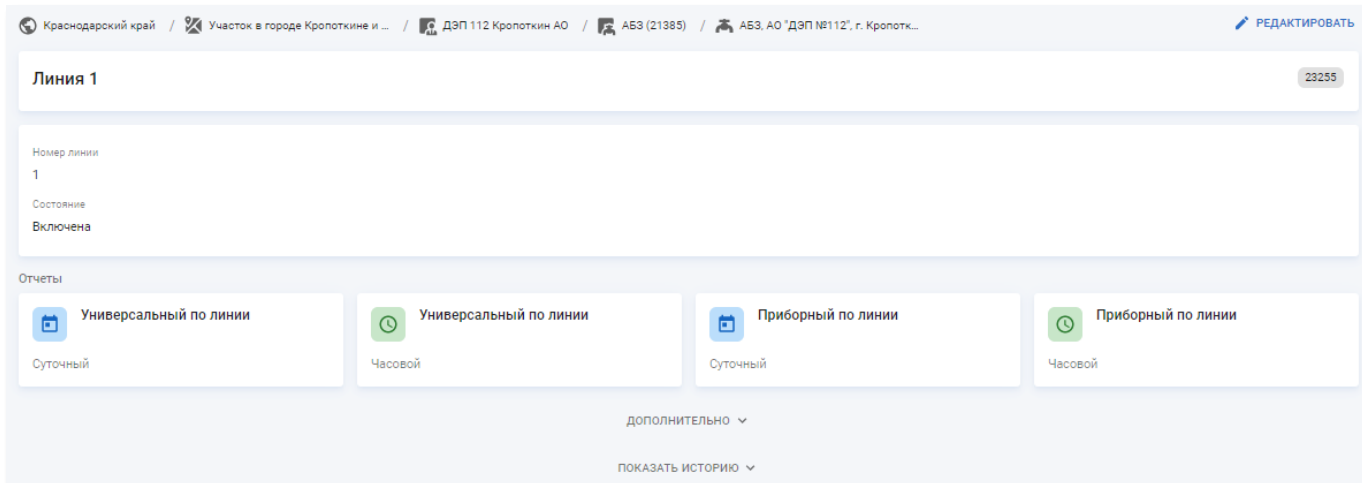 Краснодарский край / Участок в городе Кропоткине и ... / ДЭП 112 Кропоткин АО / АБЗ (21385) / АБЗ, АО "ДЭП №112", г. Кропотк... РЕДАКТИРОВАТЬ
Линия 1 23255
Номер линии
1
Состояние
Включена
Отчеты
Универсальный по линии
Суточный
Универсальный по линии
Часовой
Приборный по линии
Суточный
Приборный по линии
Часовой
ДОПОЛНИТЕЛЬНО
ПОКАЗАТЬ ИСТОРИЮ